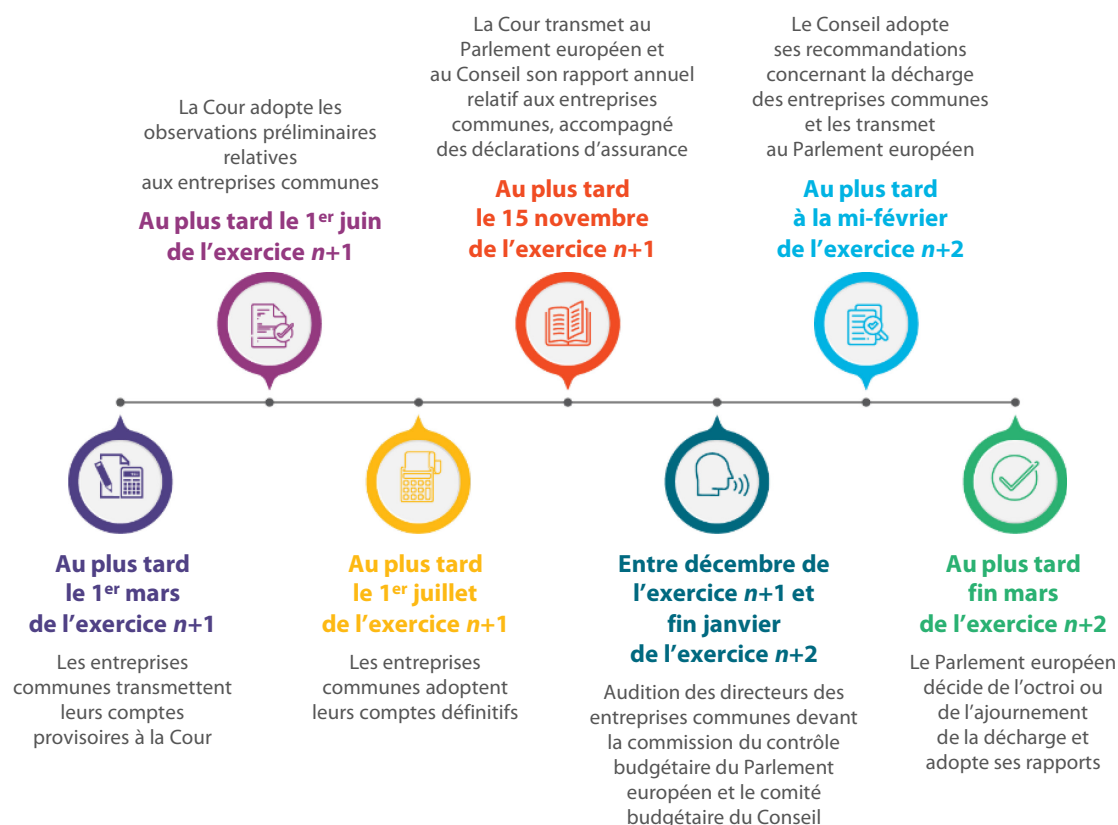 La Cour adopte les
observations préliminaires
relatives
aux entreprises communes
Au plus tard le 1er juin
de l’exercice n+1
La Cour transmet au
Parlement européen et
au Conseil son rapport annuel
relatif aux entreprises
communes, accompagné
des déclarations d’assurance
Au plus tard
le 15 novembre
de l’exercice n+1
Le Conseil adopte
ses recommandations
concernant la décharge
des entreprises communes
et les transmet
au Parlement européen
Au plus tard
à la mi-février
de l’exercice n+2
Au plus tard
le 1er mars
de l’exercice n+1
Les entreprises
communes transmettent
leurs comptes
provisoires à la Cour
Au plus tard
le 1er juillet
de l’exercice n+1
Les entreprises
communes adoptent
leurs comptes définitifs
Entre décembre de
l’exercice n+1 et
fin janvier
de l’exercice n+2
Audition des directeurs des
entreprises communes devant
la commission du contrôle
budgétaire du Parlement
européen et le comité
budgétaire du Conseil
Au plus tard
fin mars
de l’exercice n+2
Le Parlement européen
décide de l’octroi ou
de l’ajournement
de la décharge et
adopte ses rapports